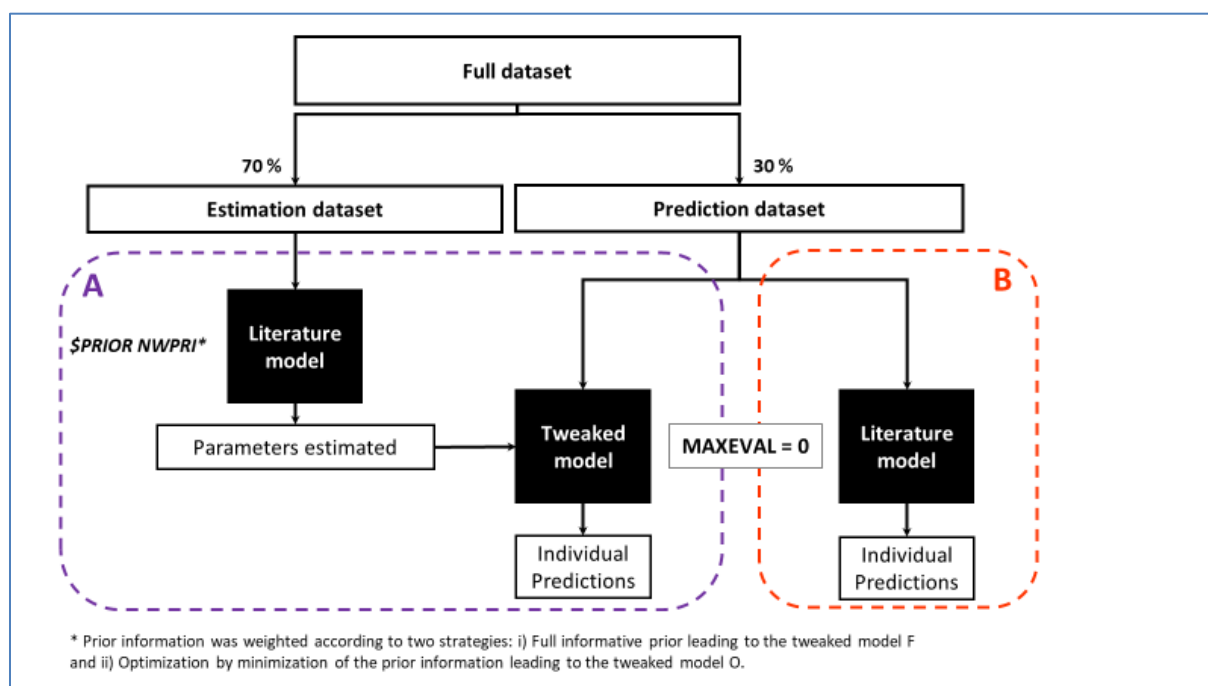 Full dataset
70 %
30 %
Estimation dataset
Prediction dataset
A
B
$PRIOR NWPRI*
Literature
model
Parameters estimated
Tweaked
model
MAXEVAL = 0
Literature
model
Individual
Predictions
Individual
Predictions
* Prior information was weighted according to two strategies: i) Full informative prior leading to the tweaked model F
and ii) Optimization by minimization of the prior information leading to the tweaked model O.